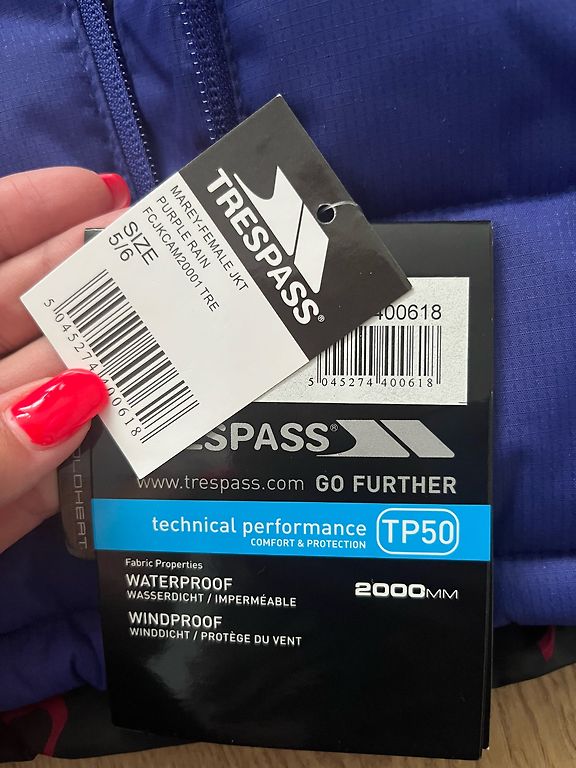 TRESPASS®
MAREY-FEMALE JKT
PURPLE RAIN
FCJKCAM20001 TRE
SIZE
5/6
5 045274 400618
400618
5 045274 400618
ESPASS®
www.trespass.com GO FURTHER
technical performance TP50
COMFORT & PROTECTION
Fabric Properties
WATERPROOF 2000MM
WASSERDICHT / IMPERMÉABLE
WINDPROOF
WINDDICHT / PROTÈGE DU VENT
OLDHEAT